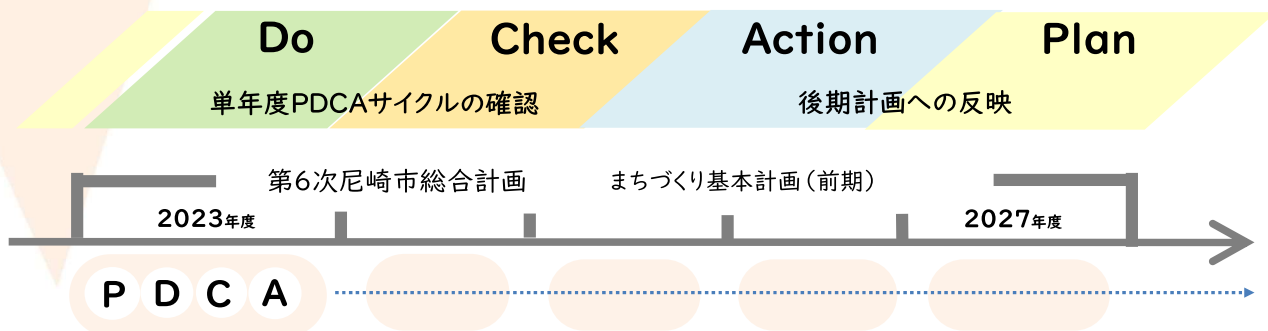 Do Check Action Plan
単年度PDCAサイクルの確認 後期計画への反映
第6次尼崎市総合計画 まちづくり基本計画（前期）
2023年度 2027年度
P D C A